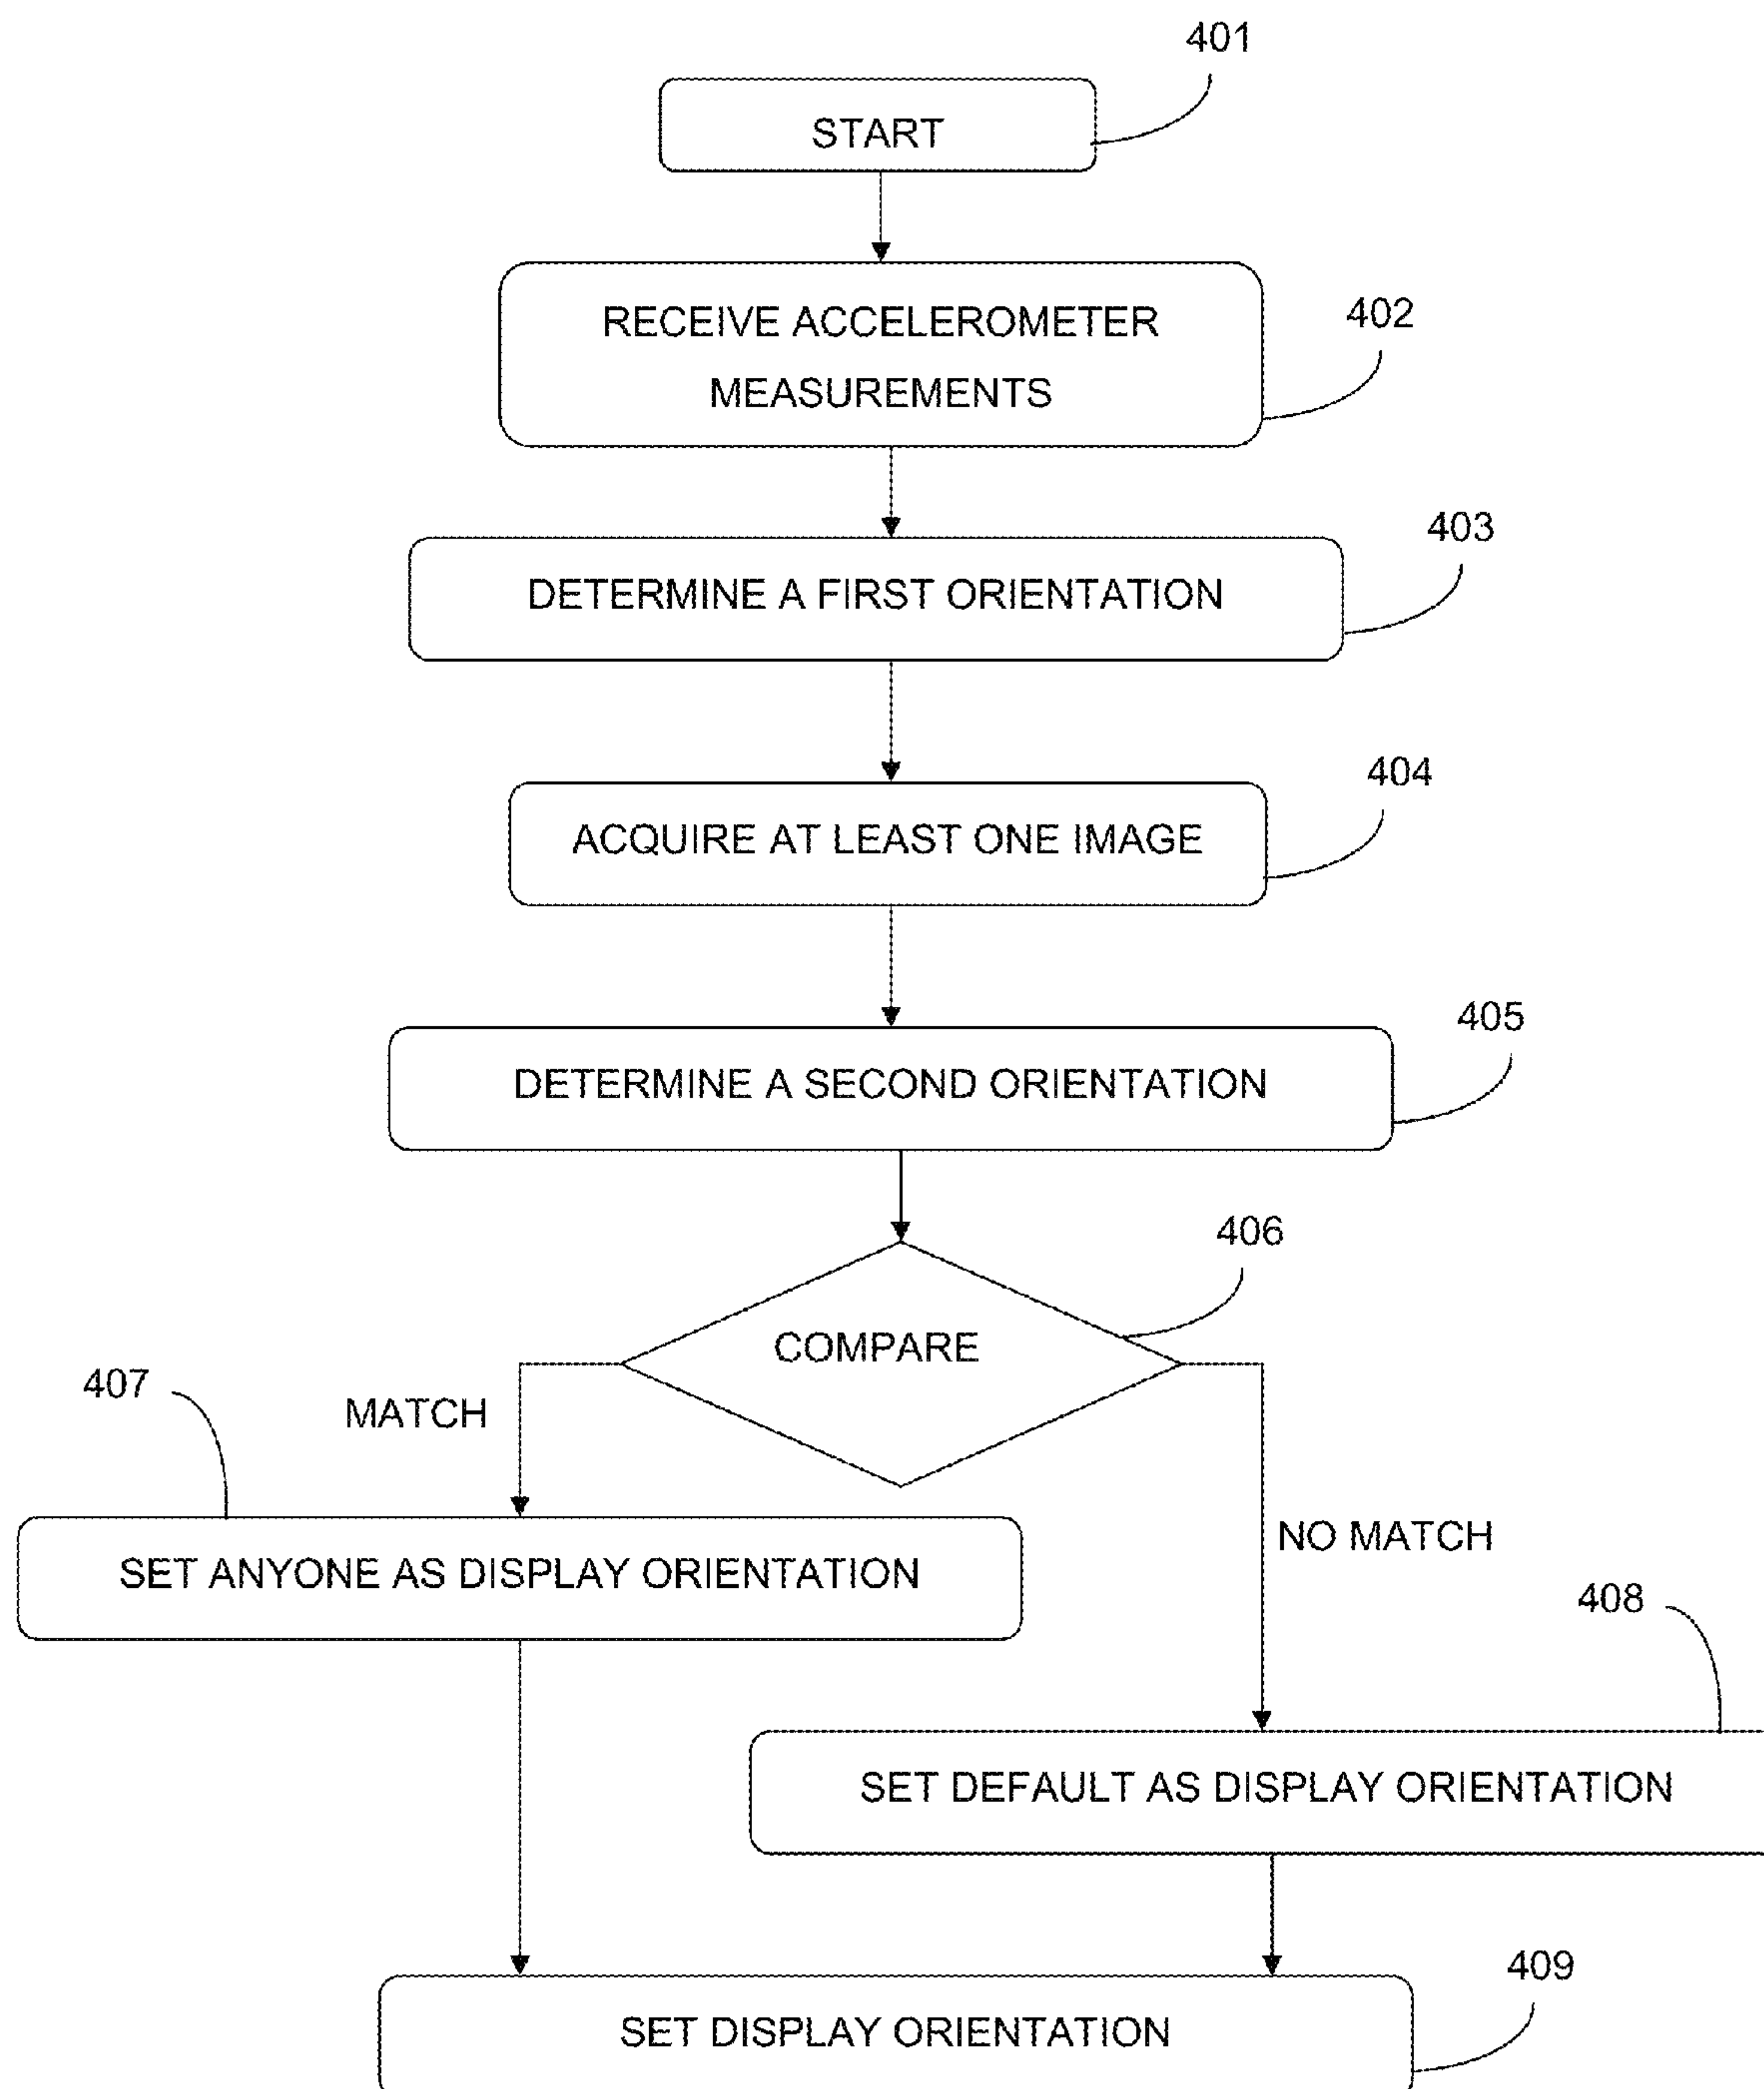 401
START
402
RECEIVE ACCELEROMETER
MEASUREMENTS
403
DETERMINE A FIRST ORIENTATION
404
ACQUIRE AT LEAST ONE IMAGE
405
DETERMINE A SECOND ORIENTATION
406
COMPARE
407
MATCH
NO MATCH
SET ANYONE AS DISPLAY ORIENTATION
408
SET DEFAULT AS DISPLAY ORIENTATION
409
SET DISPLAY ORIENTATION